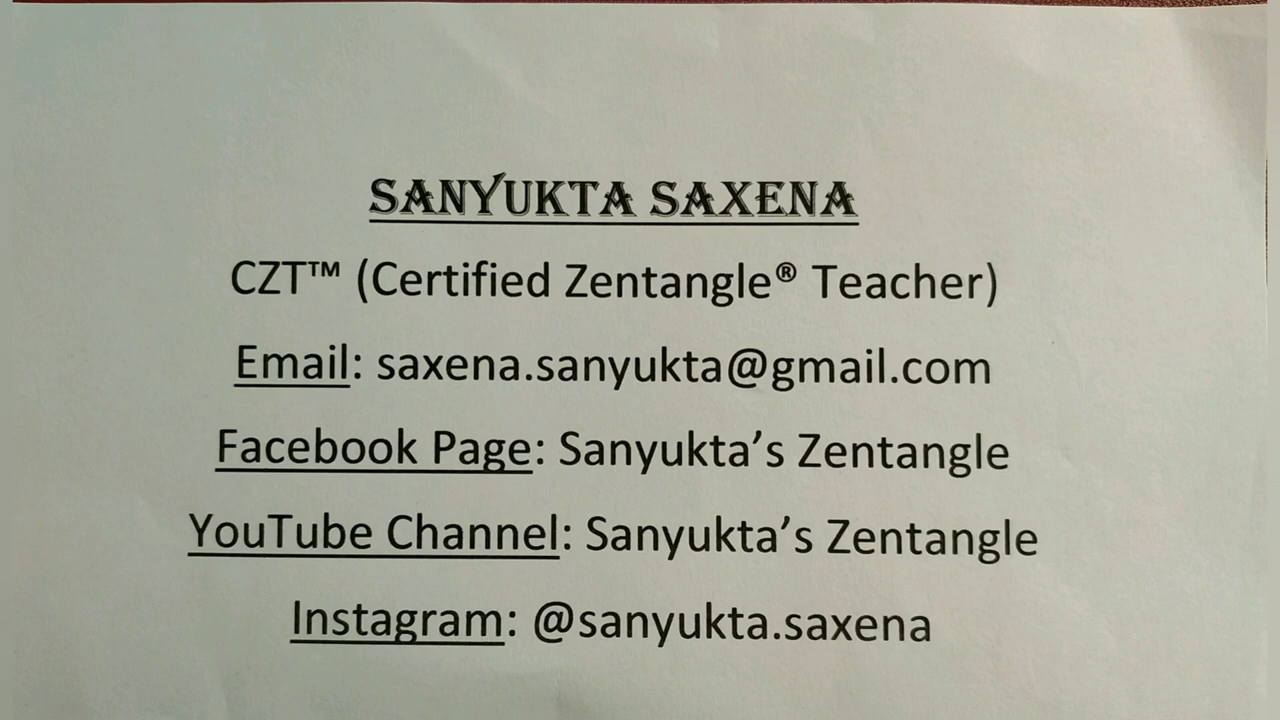 SANYUKTA SAXENA
CZT™ (Certified Zentangle® Teacher)
Email: saxena.sanyukta@gmail.com
Facebook Page: Sanyukta’s Zentangle
YouTube Channel: Sanyukta’s Zentangle
Instagram: @sanyukta.saxena